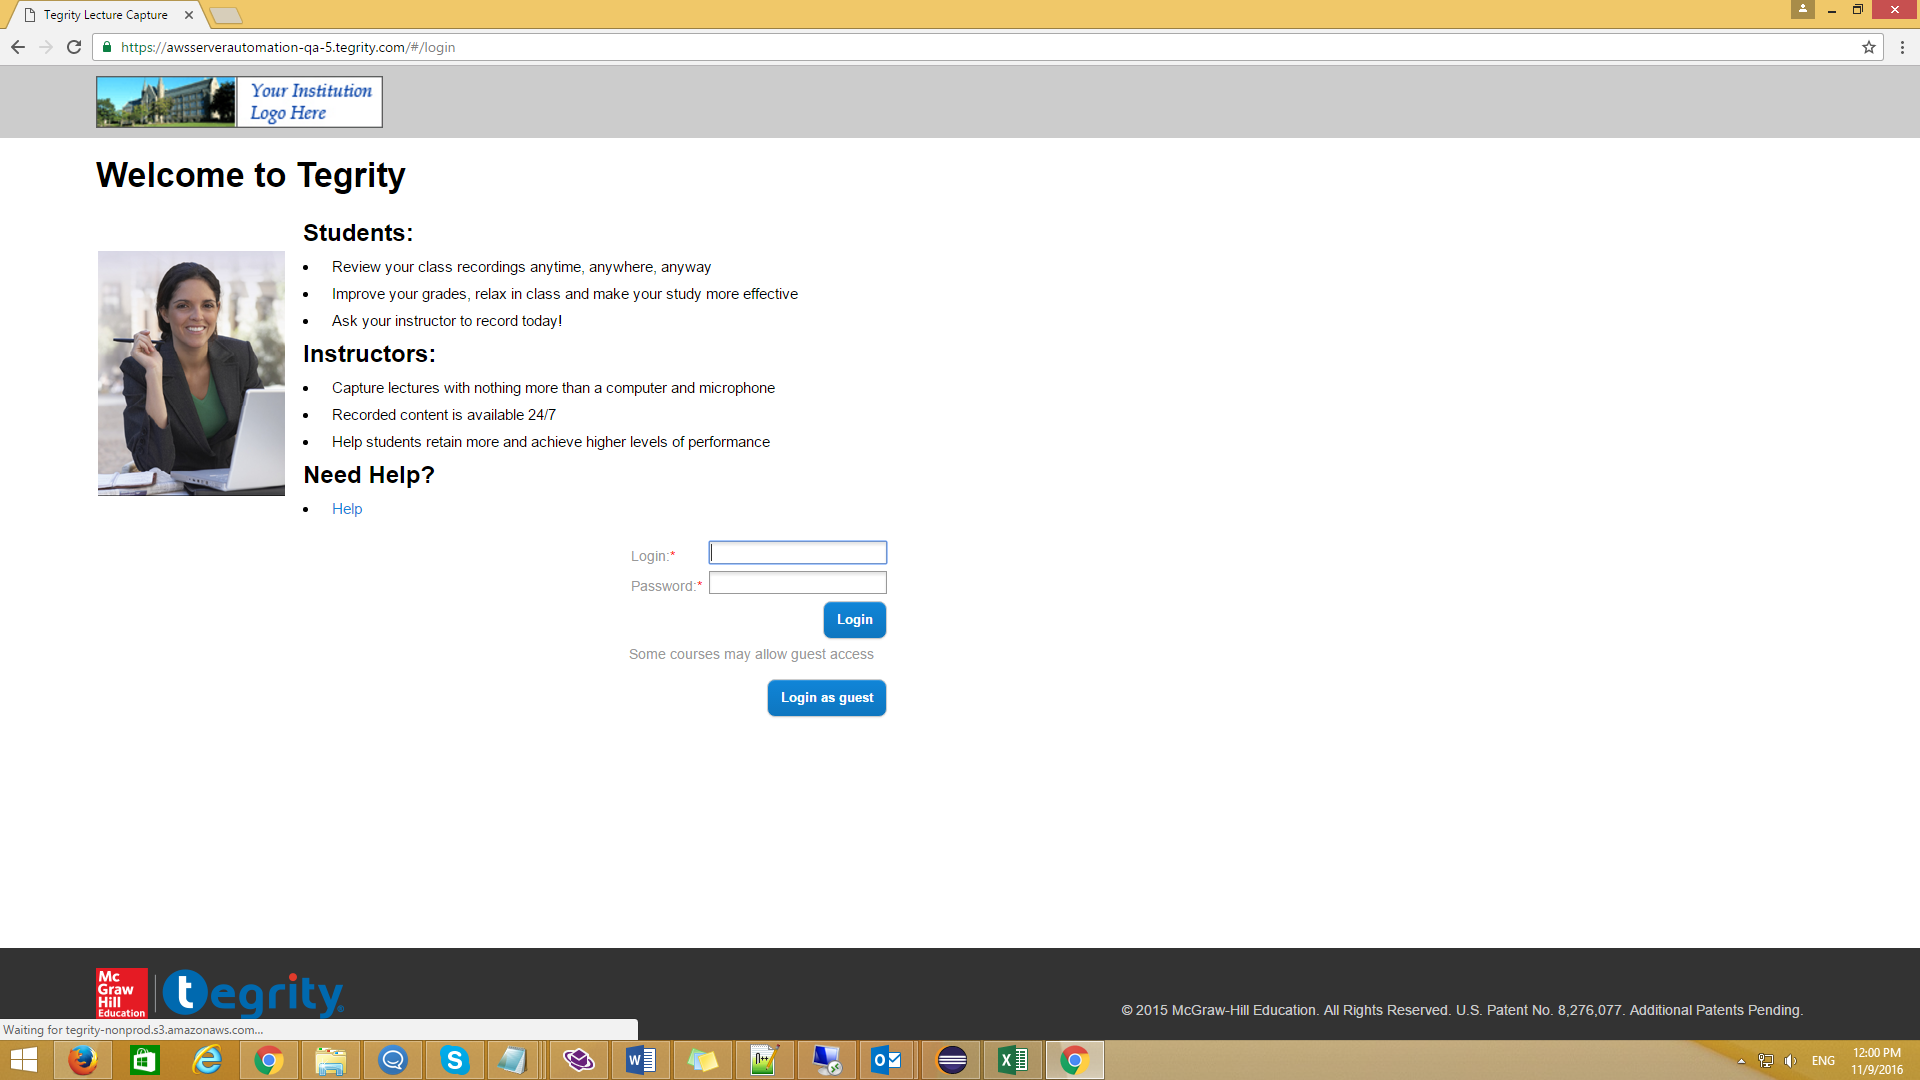 Tegrity Lecture Capture
https://awsserverautomation-qa-5.tegrity.com/#/login
Your Institution
Logo Here
Welcome to Tegrity
Students:
Review your class recordings anytime, anywhere, anyway
Improve your grades, relax in class and make your study more effective
Ask your instructor to record today!
Instructors:
Capture lectures with nothing more than a computer and microphone
Recorded content is available 24/7
Help students retain more and achieve higher levels of performance
Need Help?
Help
Login:*
Password:*
Login
Some courses may allow guest access
Login as guest
Mc
Graw
Hill
Education
tegrity
© 2015 McGraw-Hill Education. All Rights Reserved. U.S. Patent No. 8,276,077. Additional Patents Pending.
Waiting for tegrity-nonprod.s3.amazonaws.com...
ENG
12:00 PM
11/9/2016